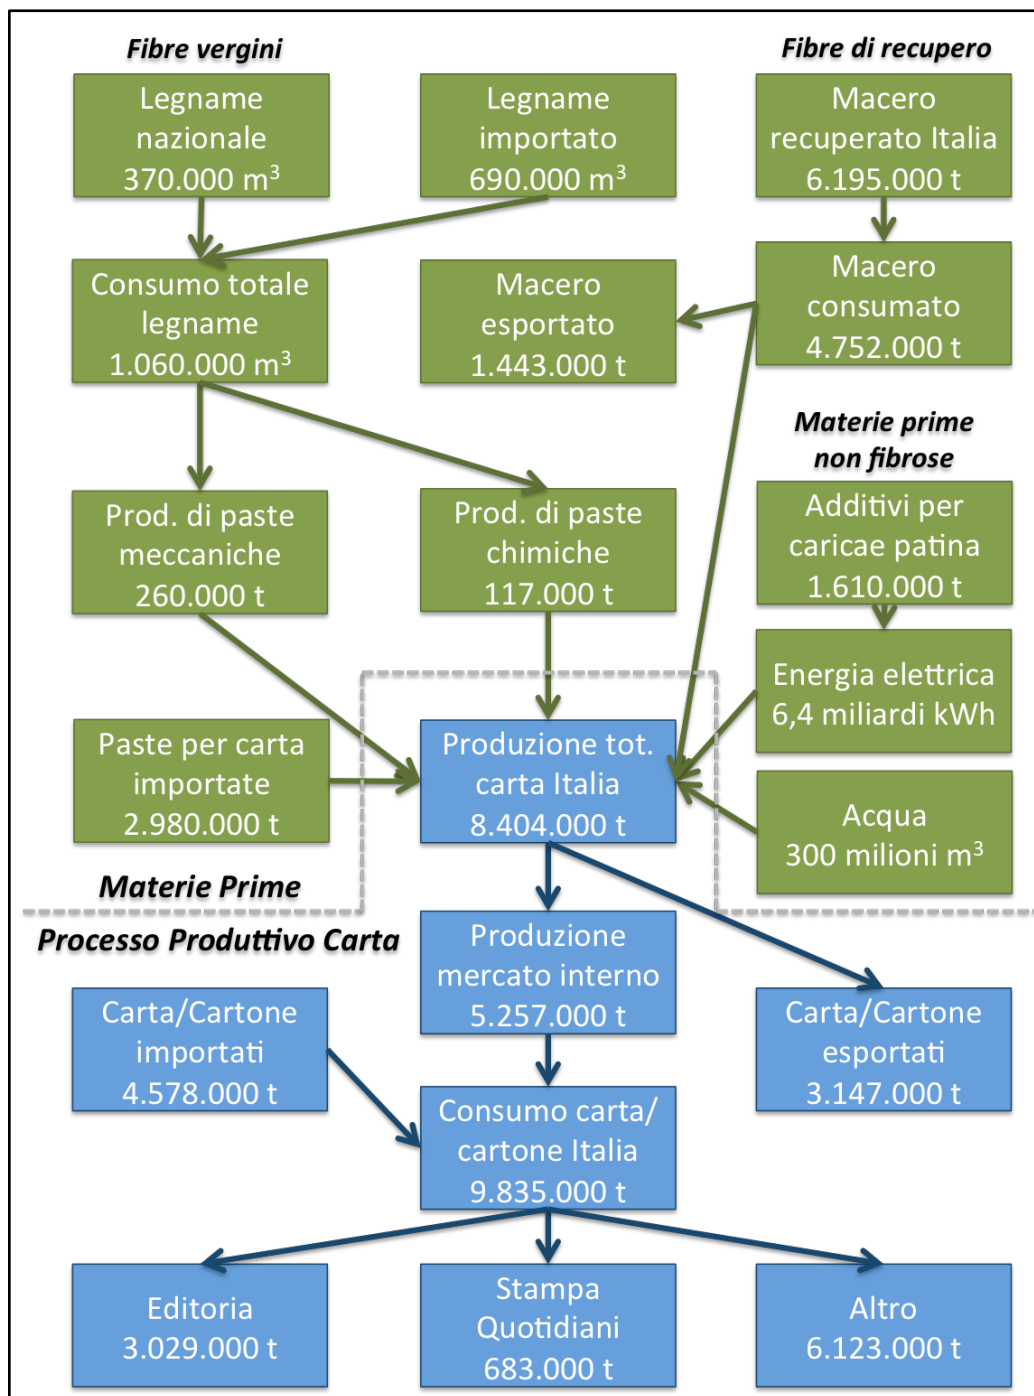 Fibre vergini
Fibre di recupero
Legname
nazionale
370.000 m³
Legname
importato
690.000 m³
Macero
recuperato Italia
6.195.000 t
Consumo totale
legname
1.060.000 m³
Macero
esportato
1.443.000 t
Macero
consumato
4.752.000 t
Materie prime
non fibrose
Prod. di paste
meccaniche
260.000 t
Prod. di paste
chimiche
117.000 t
Additivi per
caricae patina
1.610.000 t
Energia elettrica
6,4 miliardi kWh
Paste per carta
importate
2.980.000 t
Produzione tot.
carta Italia
8.404.000 t
Acqua
300 milioni m³
Materie Prime
Processo Produttivo Carta
Produzione
mercato interno
5.257.000 t
Carta/Cartone
importati
4.578.000 t
Carta/Cartone
esportati
3.147.000 t
Consumo carta/
cartone Italia
9.835.000 t
Editoria
3.029.000 t
Stampa
Quotidiani
683.000 t
Altro
6.123.000 t